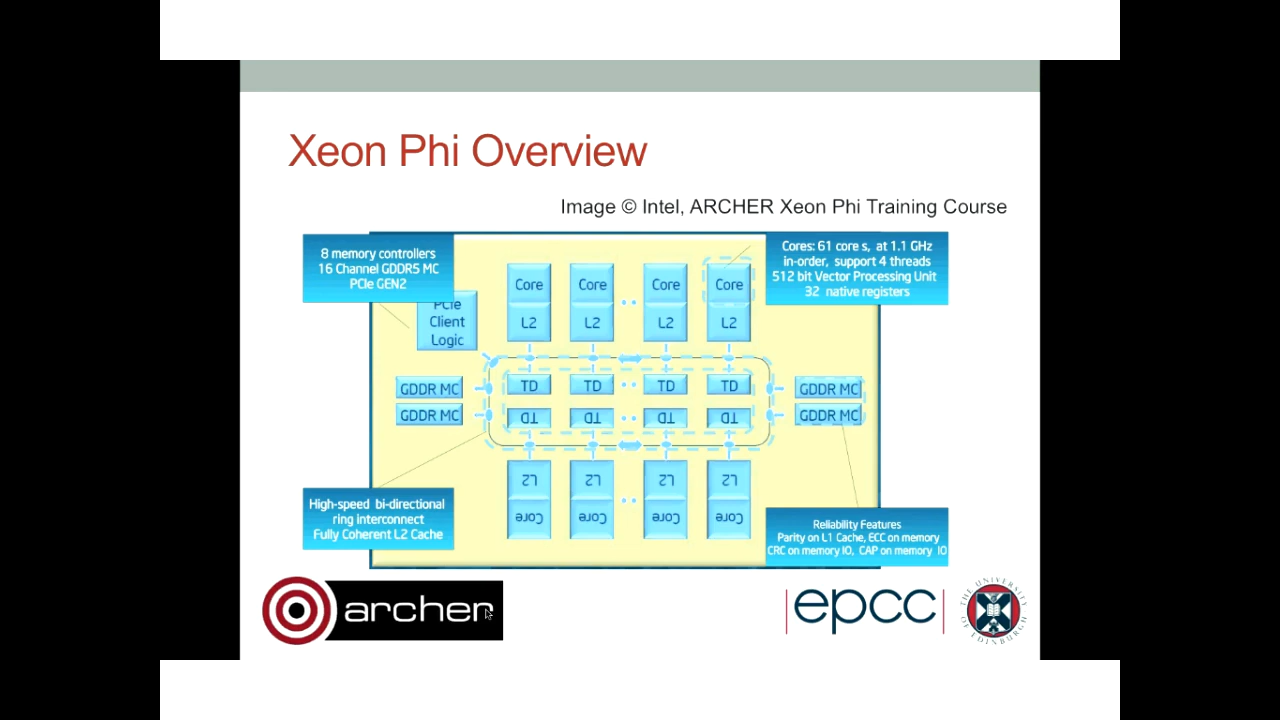 Xeon Phi Overview
Image © Intel, ARCHER Xeon Phi Training Course
8 memory controllers
16 Channel GDDR5 MC
PCIe GEN2
Cores: 61 core s, at 1.1 GHz
in-order, support 4 threads
512 bit Vector Processing Unit
32 native registers
PCIe
Client
Logic
Core Core Core Core
L2 L2 L2 L2
TD TD TD TD
GDDR MC GDDR MC
GDDR MC GDDR MC
TD TD TD TD
L2 L2 L2 L2
Core Core Core Core
High-speed bi-directional
ring interconnect
Fully Coherent L2 Cache
Reliability Features
Parity on L1 Cache, ECC on memory
CRC on memory IO, CAP on memory IO
archer
epcc
THE UNIVERSITY
OF EDINBURGH